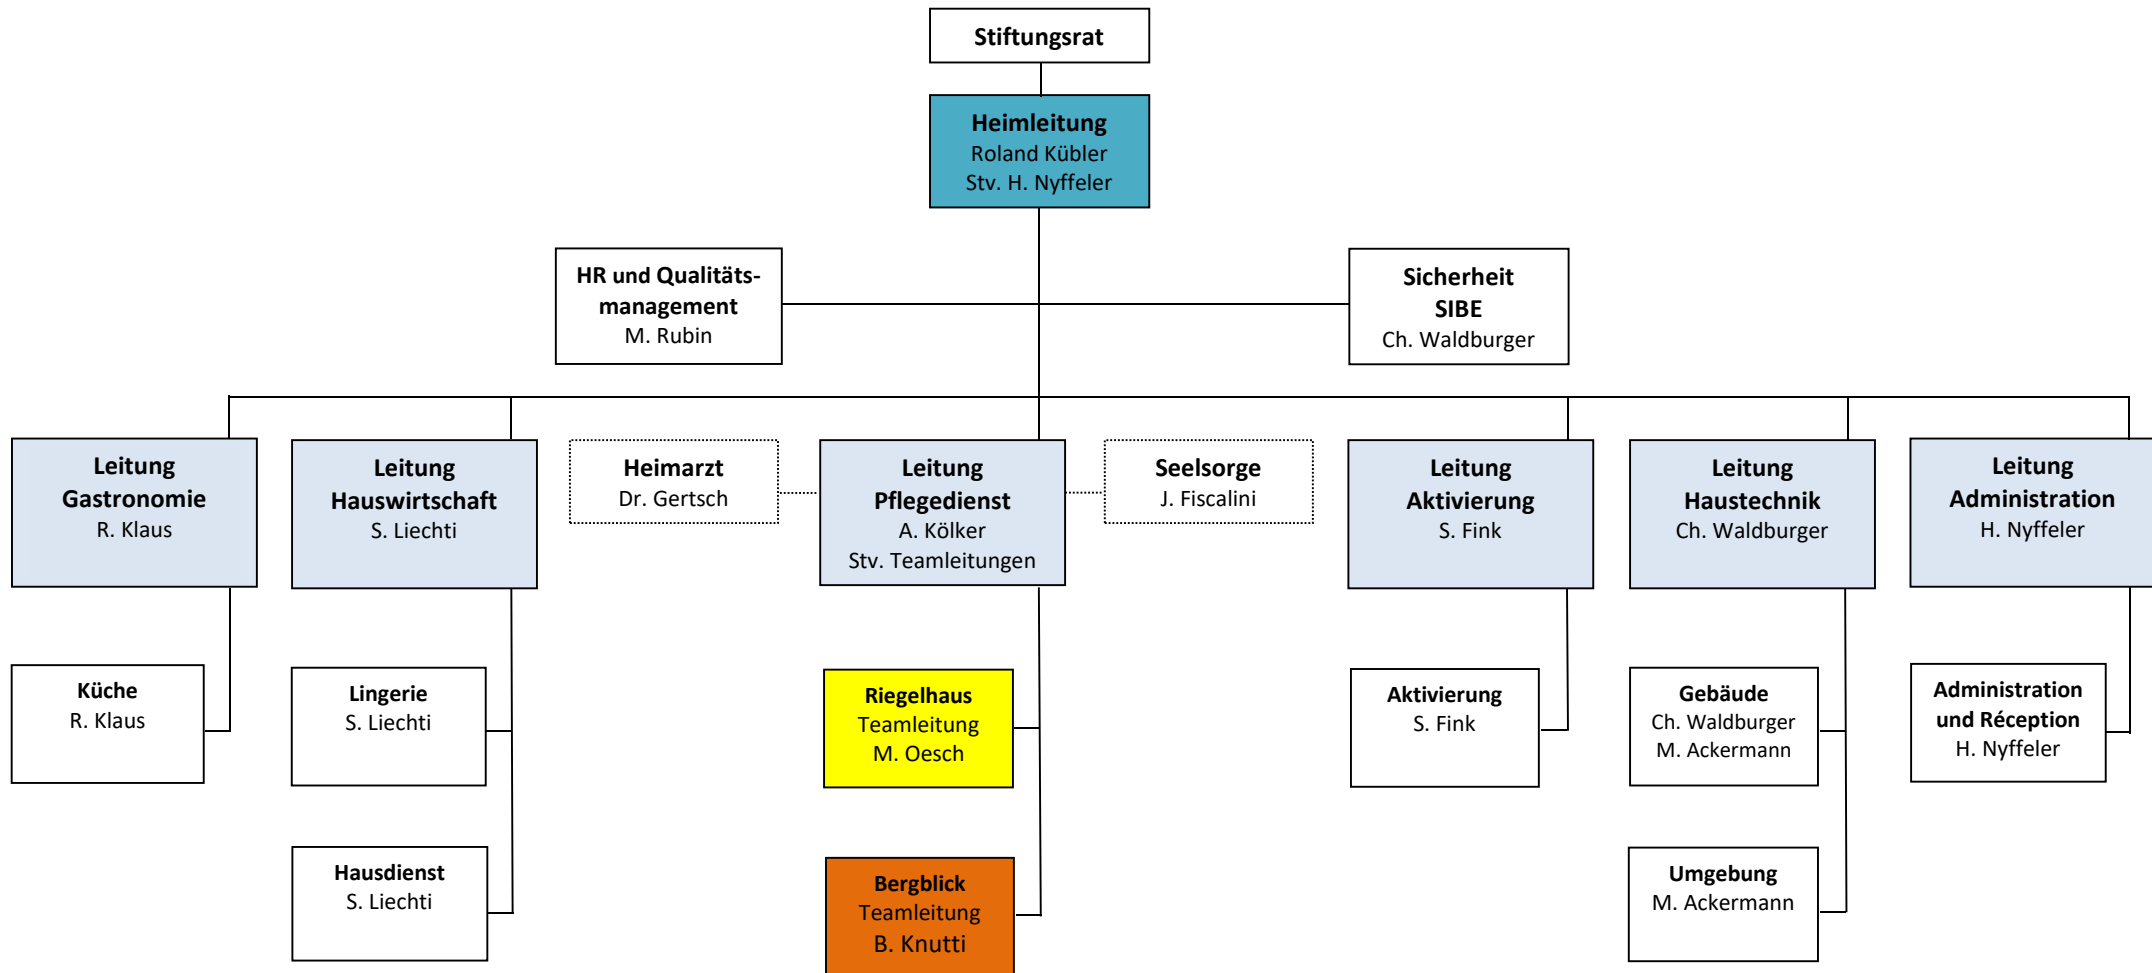 Stiftungsrat
Heimleitung
Roland Kübler
Stv. H. Nyffeler
HR und Qualitäts-
management
M. Rubin
Sicherheit
SIBE
Ch. Waldburger
Leitung
Gastronomie
R. Klaus
Leitung
Hauswirtschaft
S. Liechti
Heimarzt
Dr. Gertsch
Leitung
Pflegedienst
A. Kölker
Stv. Teamleitungen
Seelsorge
J. Fiscalini
Leitung
Aktivierung
S. Fink
Leitung
Haustechnik
Ch. Waldburger
Leitung
Administration
H. Nyffeler
Küche
R. Klaus
Lingerie
S. Liechti
Riegelhaus
Teamleitung
M. Oesch
Aktivierung
S. Fink
Gebäude
Ch. Waldburger
M. Ackermann
Administration
und Réception
H. Nyffeler
Hausdienst
S. Liechti
Bergblick
Teamleitung
B. Knutti
Umgebung
M. Ackermann